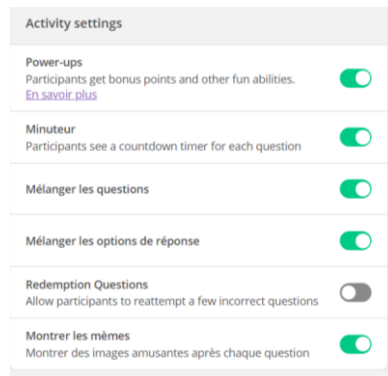 Activity settings
Power-ups
Participants get bonus points and other fun abilities.
En savoir plus
Minuteur
Participants see a countdown timer for each question
Mélanger les questions
Mélanger les options de réponse
Redemption Questions
Allow participants to reattempt a few incorrect questions
Montrer les mèmes
Montrer des images amusantes après chaque question